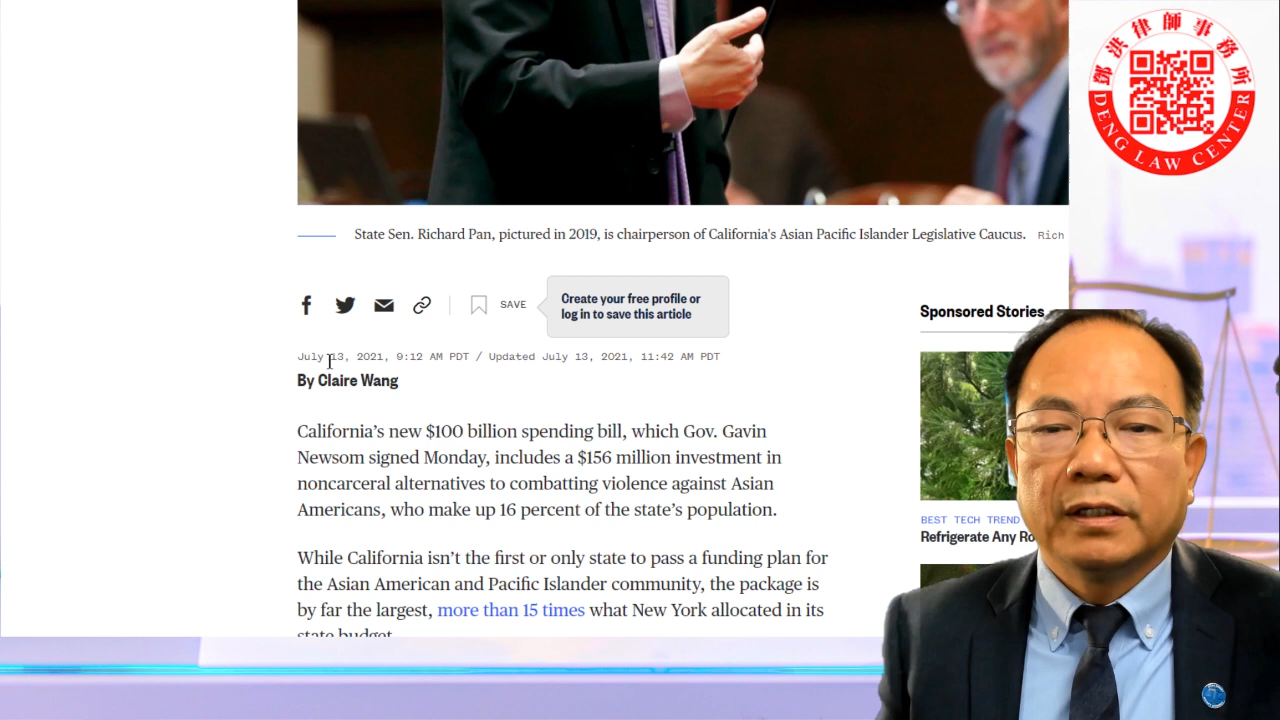 鄧洪律師事務所
DENG LAW CENTER
State Sen. Richard Pan, pictured in 2019, is chairperson of California's Asian Pacific Islander Legislative Caucus. Rich
SAVE
Create your free profile or
log in to save this article
Sponsored Stories
July 13, 2021, 9:12 AM PDT / Updated July 13, 2021, 11:42 AM PDT
By Claire Wang
California’s new $100 billion spending bill, which Gov. Gavin
Newsom signed Monday, includes a $156 million investment in
noncarceral alternatives to combatting violence against Asian
Americans, who make up 16 percent of the state’s population.
BEST TECH TREND
Refrigerate Any Ro
While California isn’t the first or only state to pass a funding plan for
the Asian American and Pacific Islander community, the package is
by far the largest, more than 15 times what New York allocated in its
state budget.